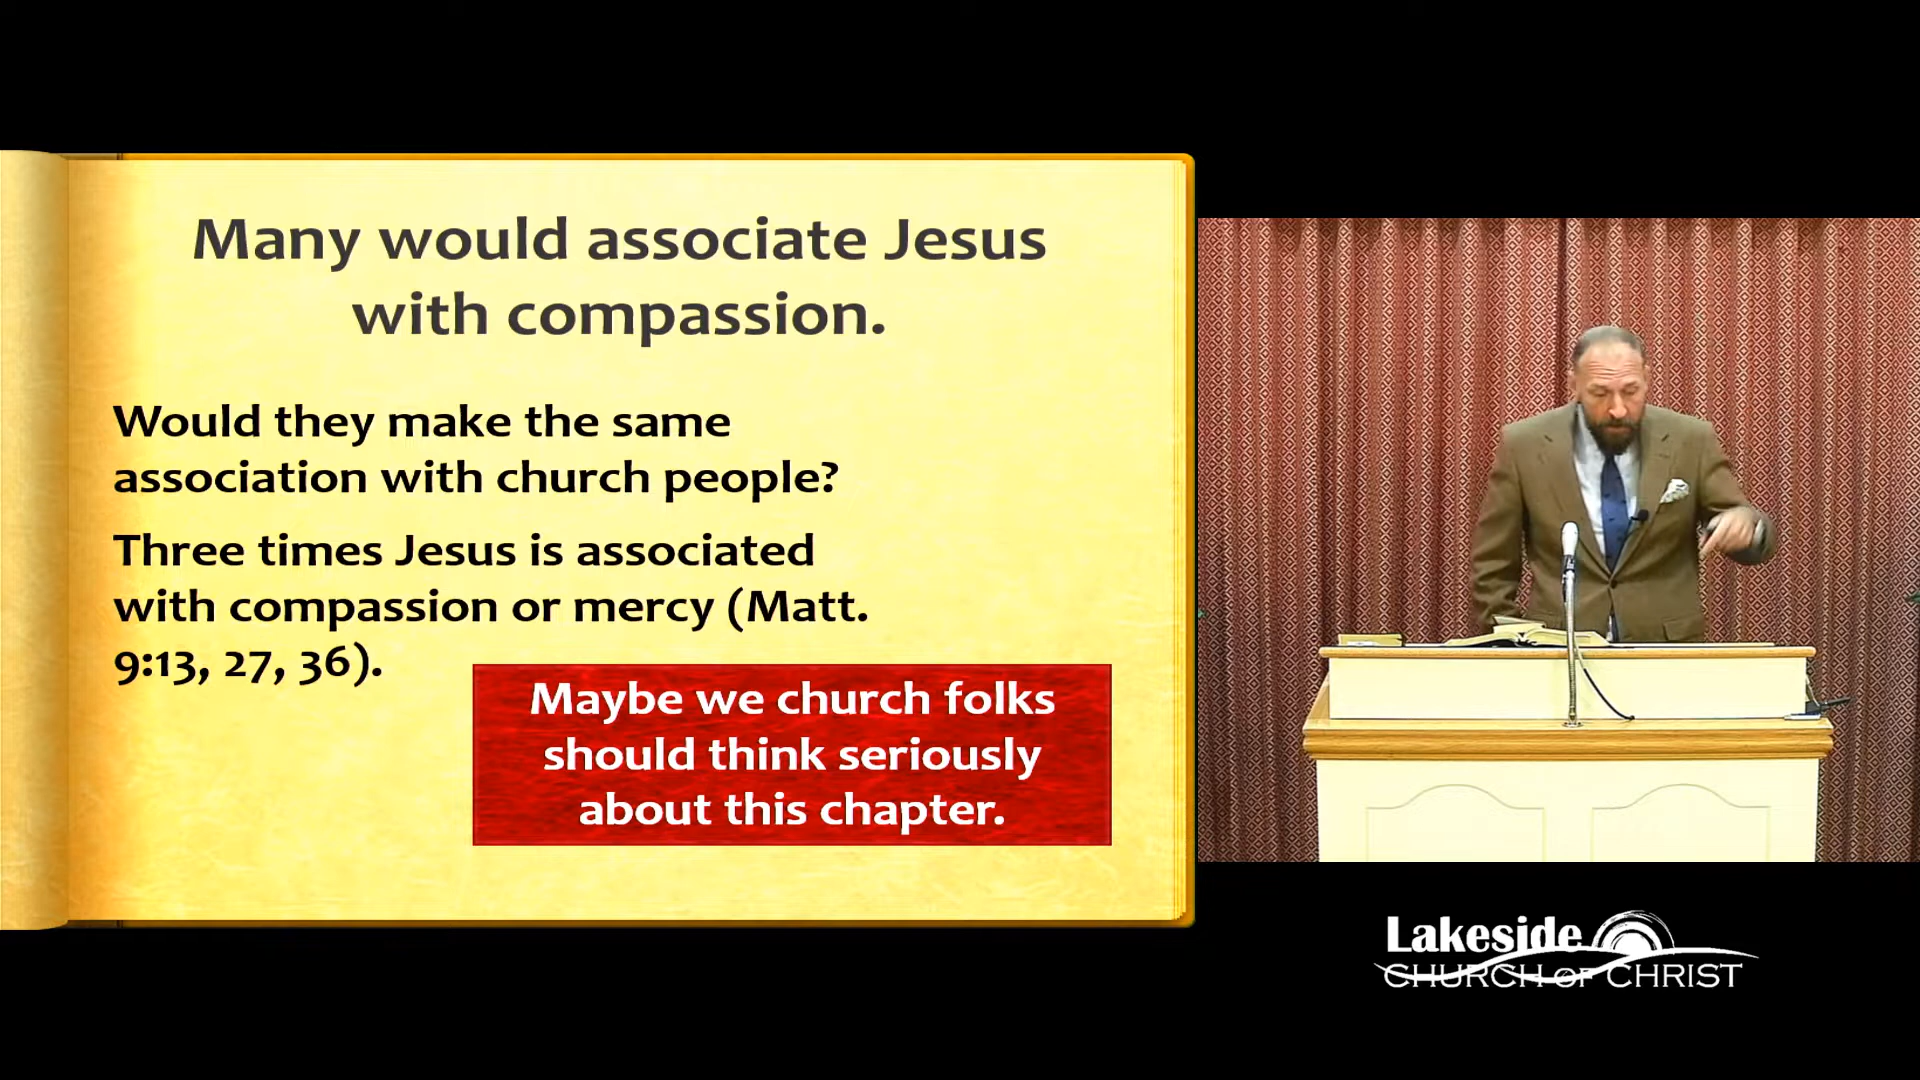 Many would associate Jesus
with compassion.
Would they make the same
association with church people?
Three times Jesus is associated
with compassion or mercy (Matt.
9:13, 27, 36).
Maybe we church folks
should think seriously
about this chapter.
Lakeside
CHURCH of CHRIST